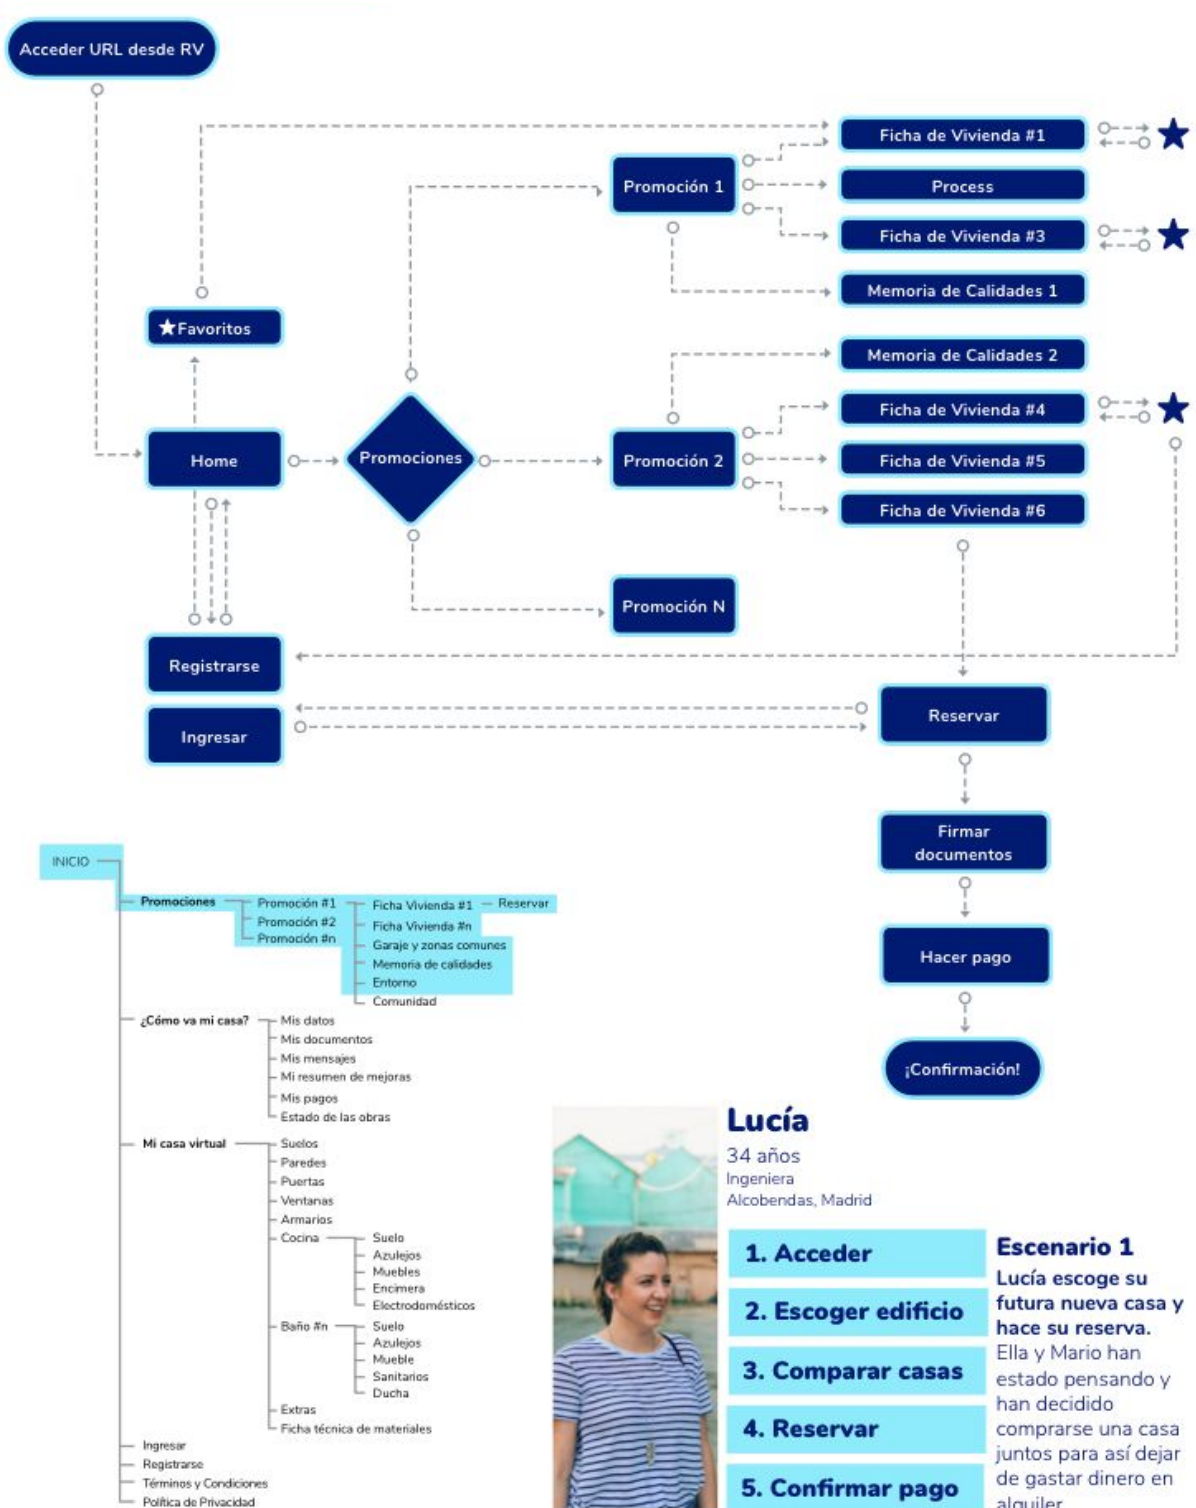 Acceder URL desde RV
Ficha de Vivienda #1
Promoción 1
Process
Ficha de Vivienda #3
Memoria de Calidades 1
Favoritos
Memoria de Calidades 2
Ficha de Vivienda #4
Home
Promociones
Promoción 2
Ficha de Vivienda #5
Ficha de Vivienda #6
Promoción N
Registrarse
Reservar
Ingresar
Firmar
documentos
Hacer pago
¡Confirmación!
INICIO
Promociones
Promoción #1
Promoción #2
Promoción #n
Ficha Vivienda #1
Reservar
Ficha Vivienda #n
Garaje y zonas comunes
Memoria de calidades
Entorno
Comunidad
¿Cómo va mi casa?
Mis datos
Mis documentos
Mis mensajes
Mi resumen de mejoras
Mis pagos
Estado de las obras
Mi casa virtual
Suelos
Paredes
Puertas
Ventanas
Armarios
Cocina
Suelo
Azulejos
Muebles
Encimera
Electrodomésticos
Baño #n
Suelo
Azulejos
Mueble
Sanitarios
Ducha
Extras
Ficha técnica de materiales
Ingresar
Registrarse
Términos y Condiciones
Política de Privacidad
Lucía
34 años
Ingeniera
Alcobendas, Madrid
1. Acceder
2. Escoger edificio
3. Comparar casas
4. Reservar
5. Confirmar pago
Escenario 1
Lucía escoge su
futura nueva casa y
hace su reserva.
Ella y Mario han
estado pensando y
han decidido
comprarse una casa
juntos para así dejar
de gastar dinero en
alquiler